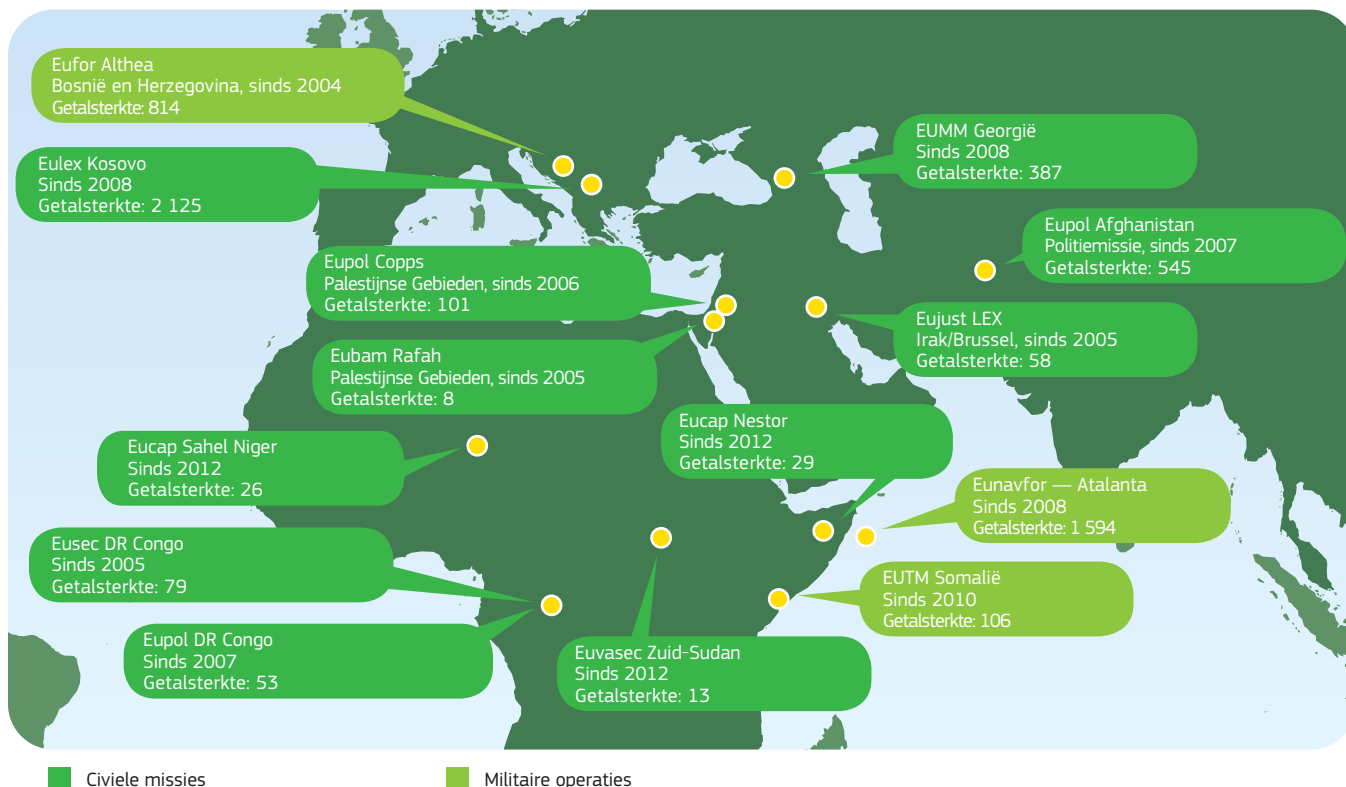 Eufor Althea
Bosnië en Herzegovina, sinds 2004
Getalsterkte: 814
Eulex Kosovo
Sinds 2008
Getalsterkte: 2 125
EUMM Georgië
Sinds 2008
Getalsterkte: 387
Eupol Afghanistan
Politiemissie, sinds 2007
Getalsterkte: 545
Eupol Copps
Palestijnse Gebieden, sinds 2006
Getalsterkte: 101
Eujust LEX
Irak/Brussel, sinds 2005
Getalsterkte: 58
Eubam Rafah
Palestijnse Gebieden, sinds 2005
Getalsterkte: 8
Eucap Nestor
Sinds 2012
Getalsterkte: 29
Eucap Sahel Niger
Sinds 2012
Getalsterkte: 26
Eunavfor — Atalanta
Sinds 2008
Getalsterkte: 1 594
Eusec DR Congo
Sinds 2005
Getalsterkte: 79
EUTM Somalië
Sinds 2010
Getalsterkte: 106
Eupol DR Congo
Sinds 2007
Getalsterkte: 53
Euvasec Zuid-Sudan
Sinds 2012
Getalsterkte: 13
Civiele missies
Militaire operaties